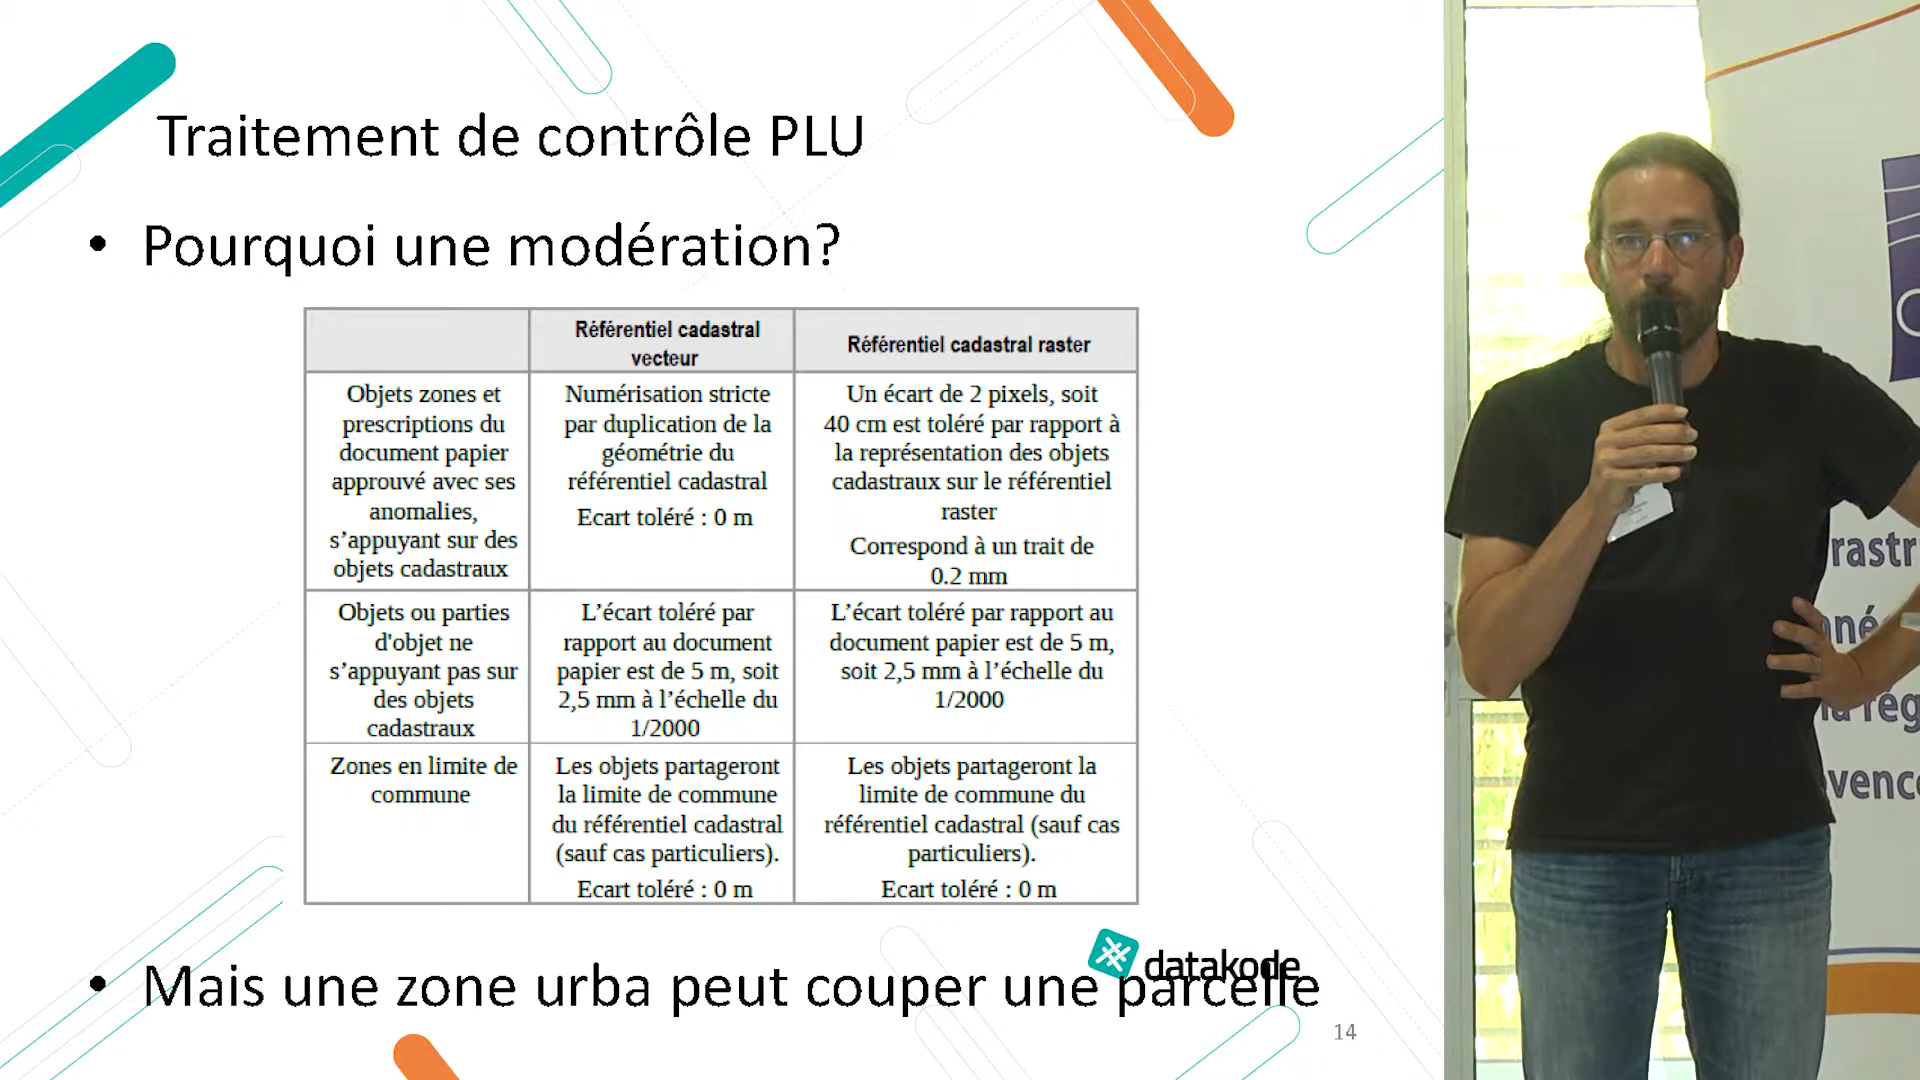 Traitement de contrôle PLU
• Pourquoi une modération?
Référentiel cadastral
vecteur
Référentiel cadastral raster
Objets zones et
prescriptions du
document papier
approuvé avec ses
anomalies,
s’appuyant sur des
objets cadastraux
Numérisation stricte
par duplication de la
géométrie du
référentiel cadastral
Ecart toléré : 0 m
Un écart de 2 pixels, soit
40 cm est toléré par rapport à
la représentation des objets
cadastraux sur le référentiel
raster
Correspond à un trait de
0.2 mm
Objets ou parties
d'objet ne
s’appuyant pas sur
des objets
cadastraux
L’écart toléré par
rapport au document
papier est de 5 m, soit
2,5 mm à l’échelle du
1/2000
L’écart toléré par rapport au
document papier est de 5 m,
soit 2,5 mm à l’échelle du
1/2000
Zones en limite de
commune
Les objets partageront
la limite de commune
du référentiel cadastral
(sauf cas particuliers).
Ecart toléré : 0 m
Les objets partageront la
limite de commune du
référentiel cadastral (sauf cas
particuliers).
Ecart toléré : 0 m
datakode
• Mais une zone urba peut couper une parcelle
14